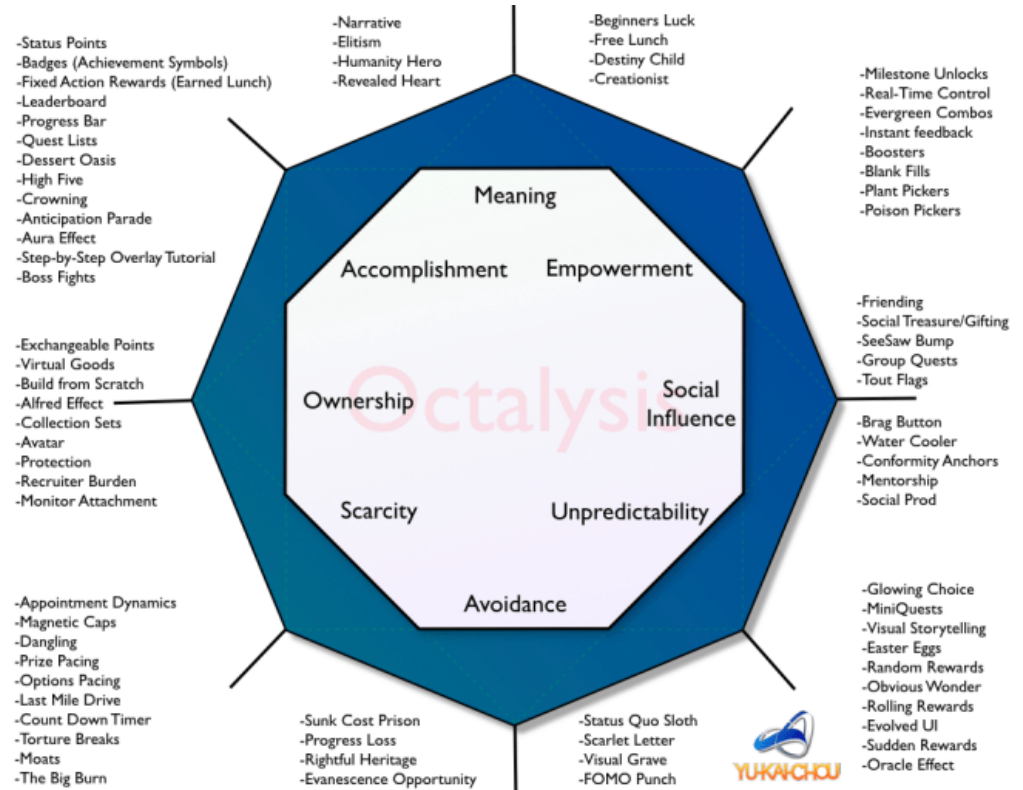 -Narrative
-Elitism
-Humanity Hero
-Revealed Heart
-Beginners Luck
-Free Lunch
-Destiny Child
-Creationist
-Status Points
-Badges (Achievement Symbols)
-Fixed Action Rewards (Earned Lunch)
-Leaderboard
-Progress Bar
-Quest Lists
-Dessert Oasis
-High Five
-Crowning
-Anticipation Parade
-Aura Effect
-Step-by-Step Overlay Tutorial
-Boss Fights
-Milestone Unlocks
-Real-Time Control
-Evergreen Combos
-Instant feedback
-Boosters
-Blank Fills
-Plant Pickers
-Poison Pickers
Meaning
Accomplishment
Empowerment
Ownership
Octalysis
Social
Influence
Scarcity
Unpredictability
Avoidance
-Exchangeable Points
-Virtual Goods
-Build from Scratch
-Alfred Effect
-Collection Sets
-Avatar
-Protection
-Recruiter Burden
-Monitor Attachment
-Friending
-Social Treasure/Gifting
-SeeSaw Bump
-Group Quests
-Tout Flags
-Brag Button
-Water Cooler
-Conformity Anchors
-Mentorship
-Social Prod
-Appointment Dynamics
-Magnetic Caps
-Dangling
-Prize Pacing
-Options Pacing
-Last Mile Drive
-Count Down Timer
-Torture Breaks
-Moats
-The Big Burn
-Sunk Cost Prison
-Progress Loss
-Rightful Heritage
-Evanescence Opportunity
-Status Quo Sloth
-Scarlet Letter
-Visual Grave
-FOMO Punch
YU-KAI-CHOU
-Glowing Choice
-MiniQuests
-Visual Storytelling
-Easter Eggs
-Random Rewards
-Obvious Wonder
-Rolling Rewards
-Evolved UI
-Sudden Rewards
-Oracle Effect